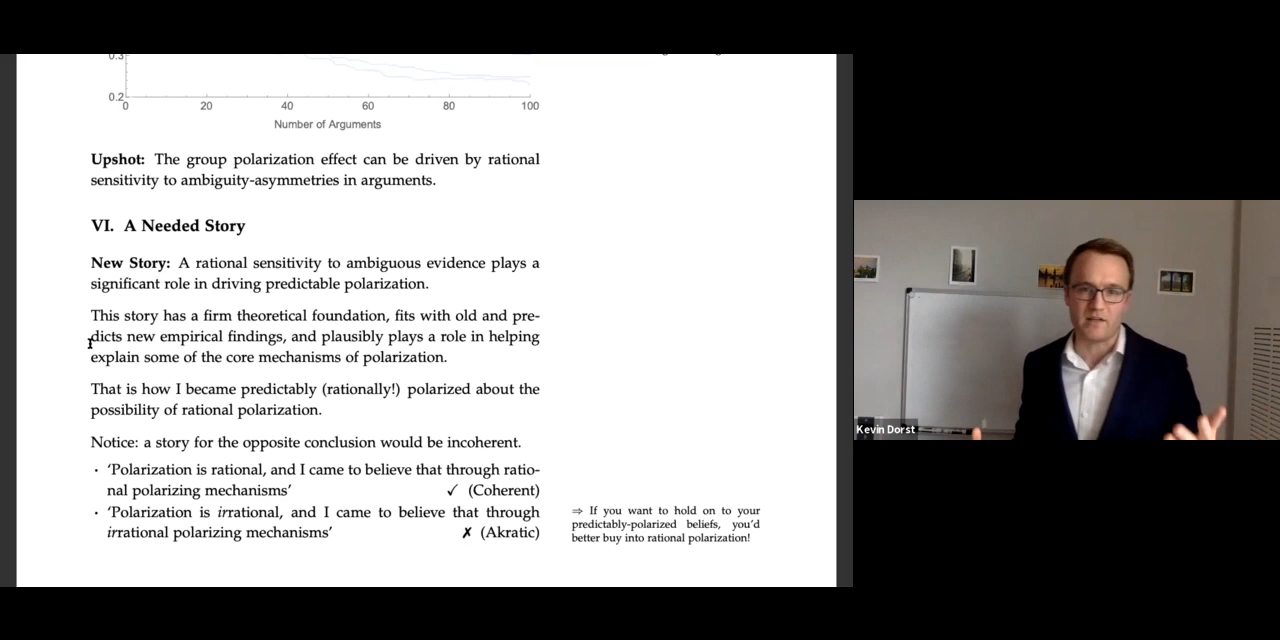 0.3
0.2
0 20 40 60 80 100
Number of Arguments
Upshot: The group polarization effect can be driven by rational
sensitivity to ambiguity-asymmetries in arguments.
VI. A Needed Story
New Story: A rational sensitivity to ambiguous evidence plays a
significant role in driving predictable polarization.
This story has a firm theoretical foundation, fits with old and pre-
dicts new empirical findings, and plausibly plays a role in helping
explain some of the core mechanisms of polarization.
That is how I became predictably (rationally!) polarized about the
possibility of rational polarization.
Notice: a story for the opposite conclusion would be incoherent.
· ‘Polarization is rational, and I came to believe that through ratio-
nal polarizing mechanisms’ ✓ (Coherent)
· ‘Polarization is irrational, and I came to believe that through
irrational polarizing mechanisms’ ✗ (Akratic)
⇒ If you want to hold on to your
predictably-polarized beliefs, you’d
better buy into rational polarization!
Kevin Dorst